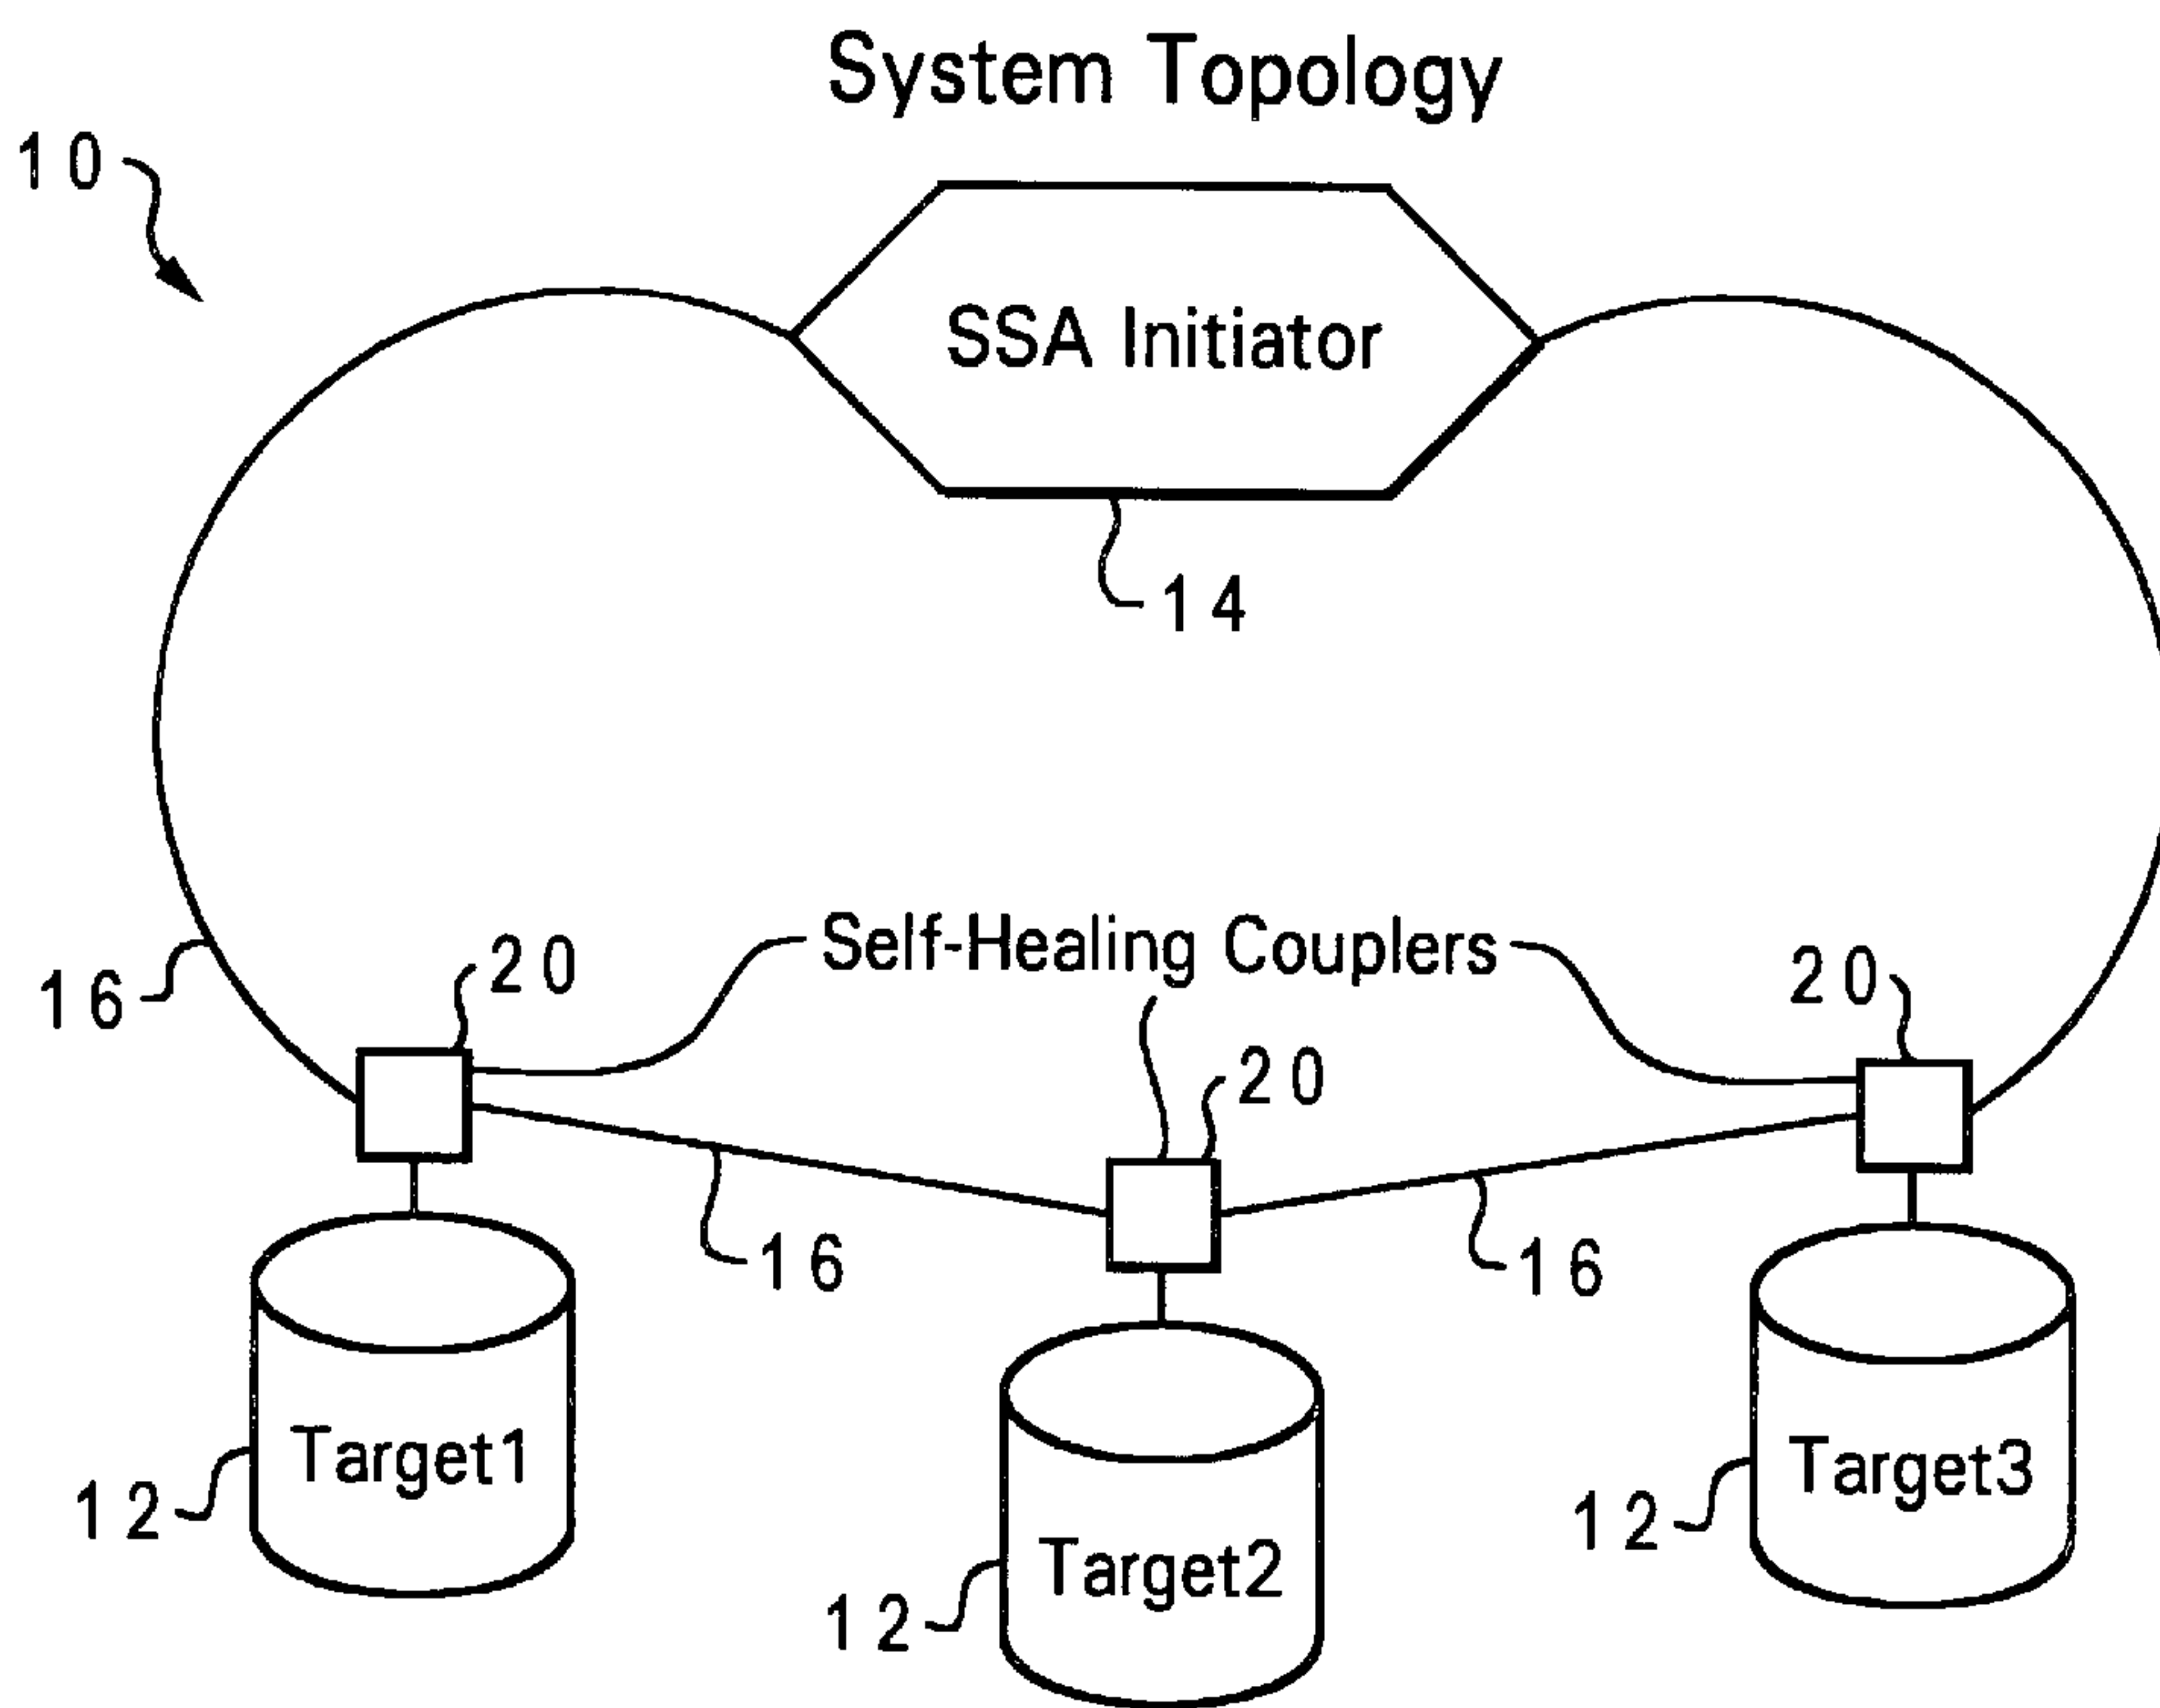 System Topology
10
SSA Initiator
14
Self-Healing Couplers
20
20
16
20
16
16
Target1
Target3
12
12
Target2
12